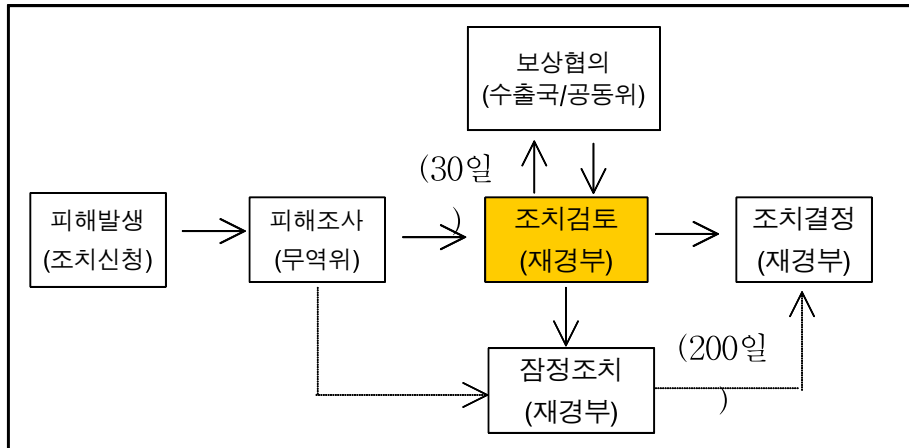 보상협의
(수출국/공동위)
(30일
)
피해발생
(조치신청)
피해조사
(무역위)
조치검토
(재경부)
조치결정
(재경부)
잠정조치
(재경부)
(200일
)